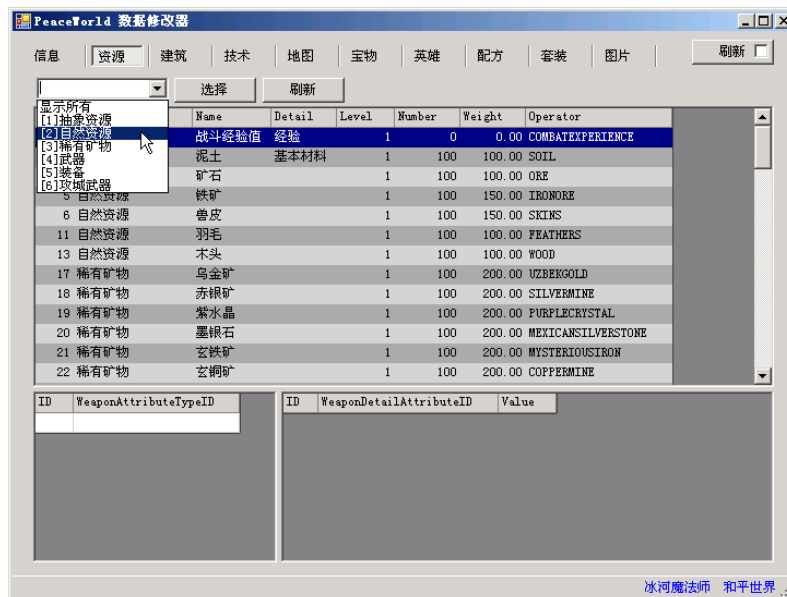 PeaceWorld 数据修改器
信息 资源 建筑 技术 地图 宝物 英雄 配方 套装 图片 刷新
选择 刷新
显示所有
[1]抽象资源
[2]自然资源
[3]稀有矿物
[4]武器
[5]装备
[6]攻城武器
Name Detail Level Number Weight Operator
战斗经验值 经验 1 0 0.00 COMBATEXPERIENCE
泥土 基本材料 1 100 100.00 SOIL
矿石 1 100 100.00 ORE
5 自然资源 铁矿 1 100 150.00 IRONORE
6 自然资源 兽皮 1 100 150.00 SKINS
11 自然资源 羽毛 1 100 100.00 FEATHERS
13 自然资源 木头 1 100 100.00 WOOD
17 稀有矿物 乌金矿 1 100 200.00 UZBEKGOLD
18 稀有矿物 赤银矿 1 100 200.00 SILVERMINE
19 稀有矿物 紫水晶 1 100 200.00 PURPLECRYSTAL
20 稀有矿物 墨银石 1 100 200.00 MEXICANSILVERSTONE
21 稀有矿物 玄铁矿 1 100 200.00 MYSTERIOUSIRON
22 稀有矿物 玄铜矿 1 100 200.00 COPPERMINE
ID WeaponAttributeTypeID ID WeaponDetailAttributeID Value
冰河魔法师 和平世界